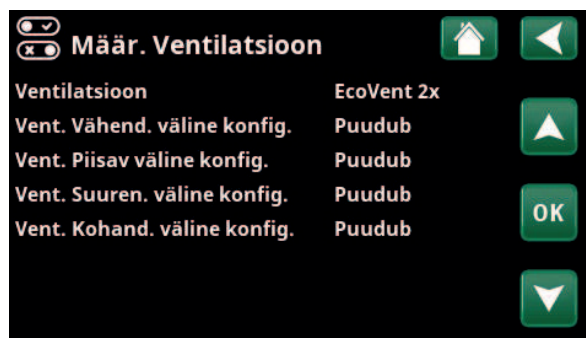 Määr. Ventilatsioon
Ventilatsioon EcoVent 2x
Vent. Vähend. väline konfig. Puudub
Vent. Piisav väline konfig. Puudub
Vent. Suuren. väline konfig. Puudub
Vent. Kohand. väline konfig. Puudub
OK